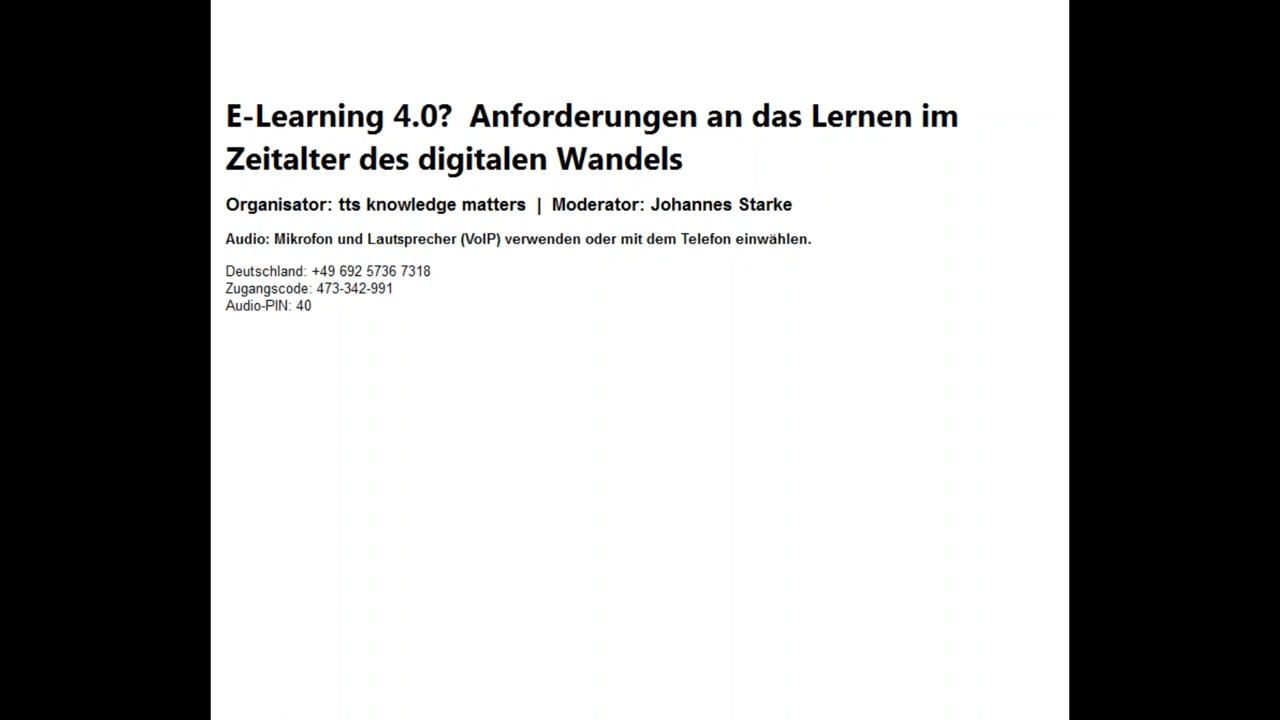 E-Learning 4.0? Anforderungen an das Lernen im
Zeitalter des digitalen Wandels
Organisator: tts knowledge matters | Moderator: Johannes Starke
Audio: Mikrofon und Lautsprecher (VoIP) verwenden oder mit dem Telefon einwählen.
Deutschland: +49 692 5736 7318
Zugangscode: 473-342-991
Audio-PIN: 40